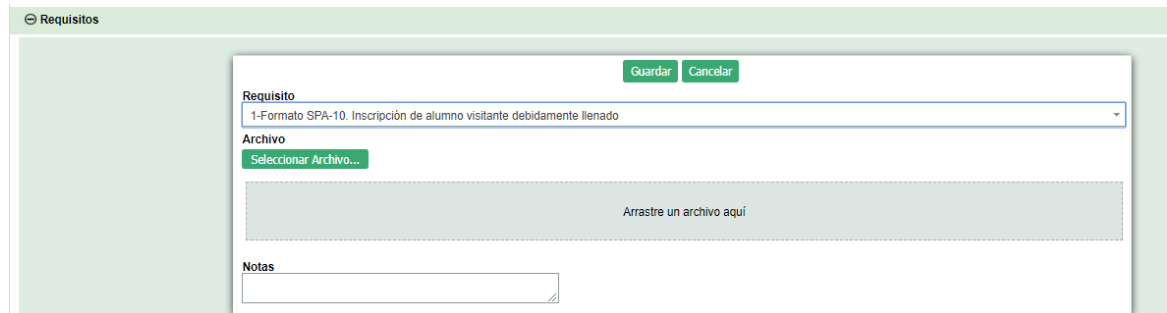 Requisitos
Guardar Cancelar
Requisito
1-Formato SPA-10. Inscripción de alumno visitante debidamente llenado
Archivo
Seleccionar Archivo...
Arrastre un archivo aquí
Notas